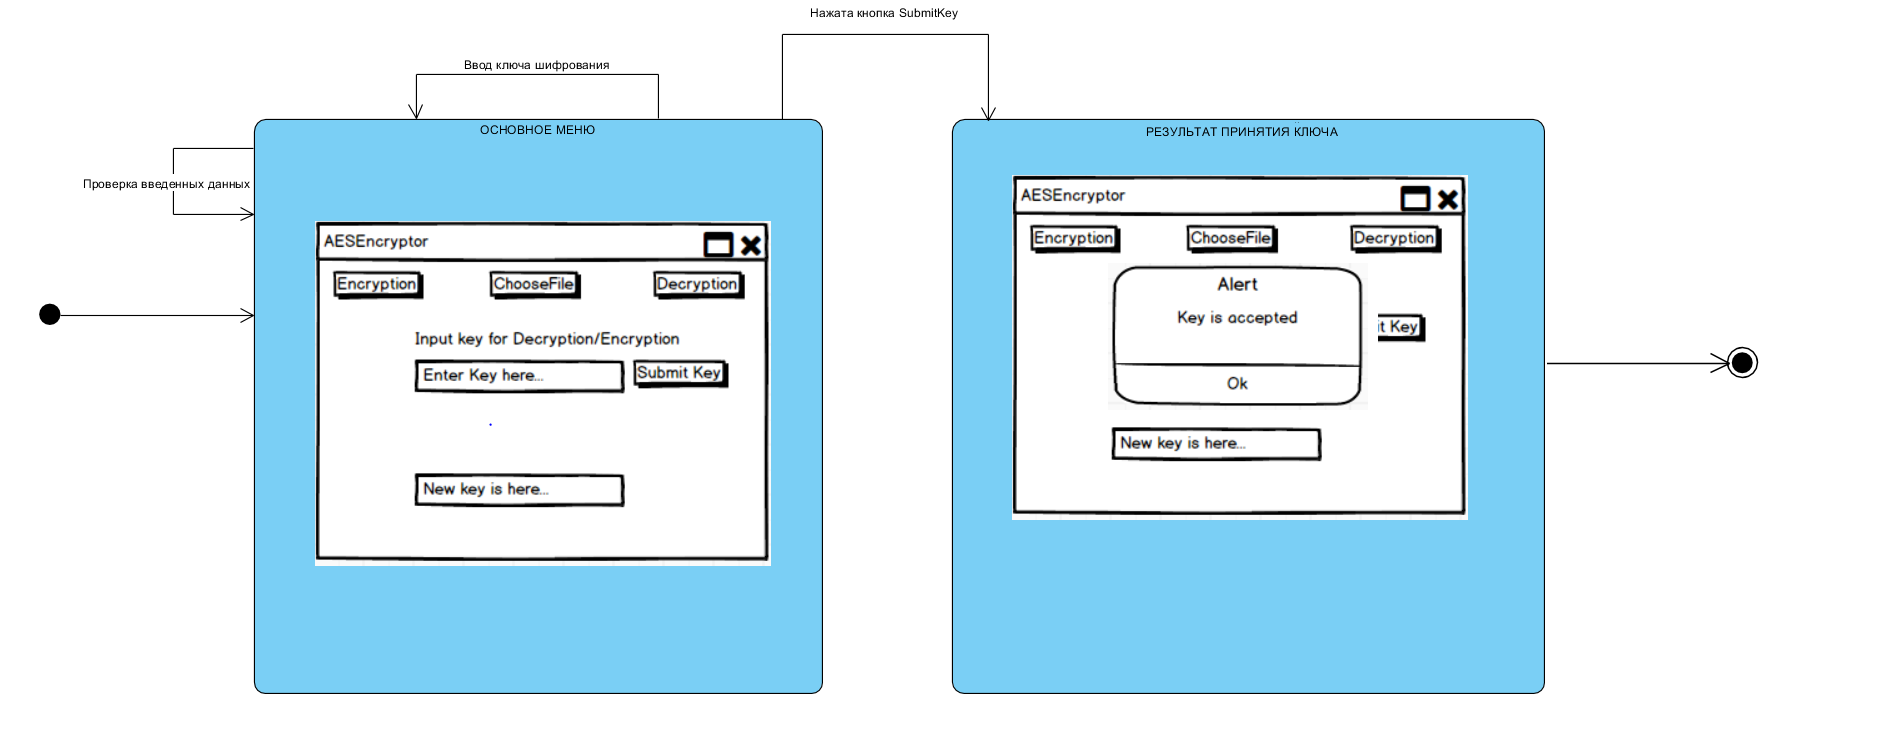 Нажата кнопка SubmitKey
Ввод ключа шифрования
Проверка введенных данных
ОСНОВНОЕ МЕНЮ
AESEncryptor
Encryption
ChooseFile
Decryption
Input key for Decryption/Encryption
Enter Key here...
Submit Key
New key is here...
РЕЗУЛЬТАТ ПРИНЯТИЯ КЛЮЧА
AESEncryptor
Encryption
ChooseFile
Decryption
Alert
Key is accepted
it Key
Ok
New key is here...